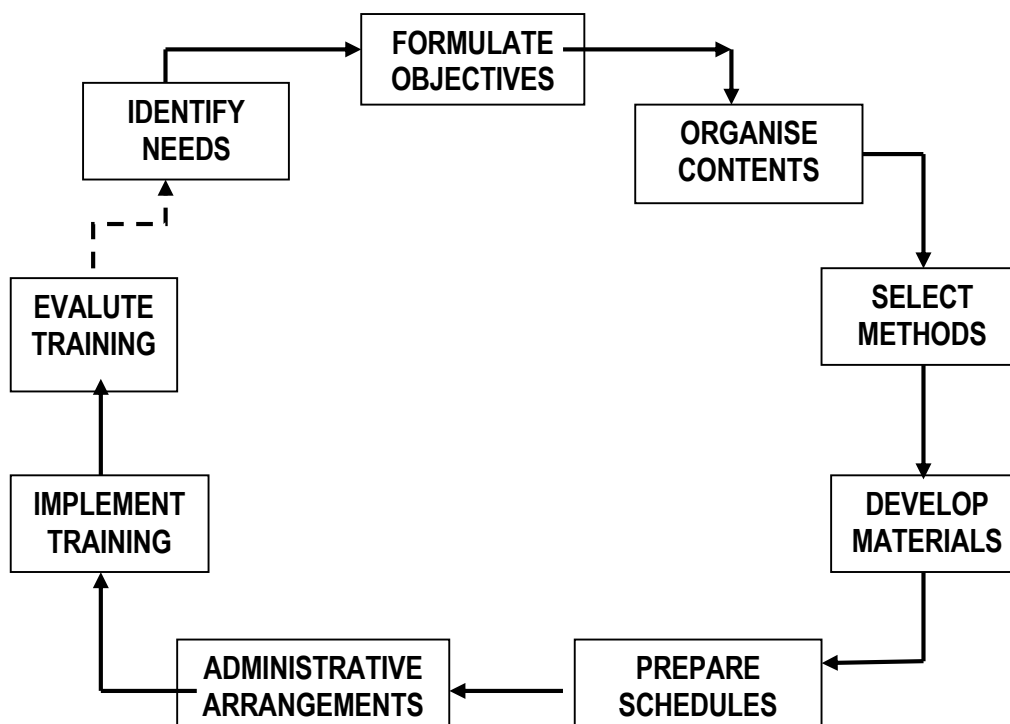 FORMULATE
OBJECTIVES
IDENTIFY
NEEDS
ORGANISE
CONTENTS
SELECT
METHODS
EVALUTE
TRAINING
DEVELOP
MATERIALS
IMPLEMENT
TRAINING
PREPARE
SCHEDULES
ADMINISTRATIVE
ARRANGEMENTS